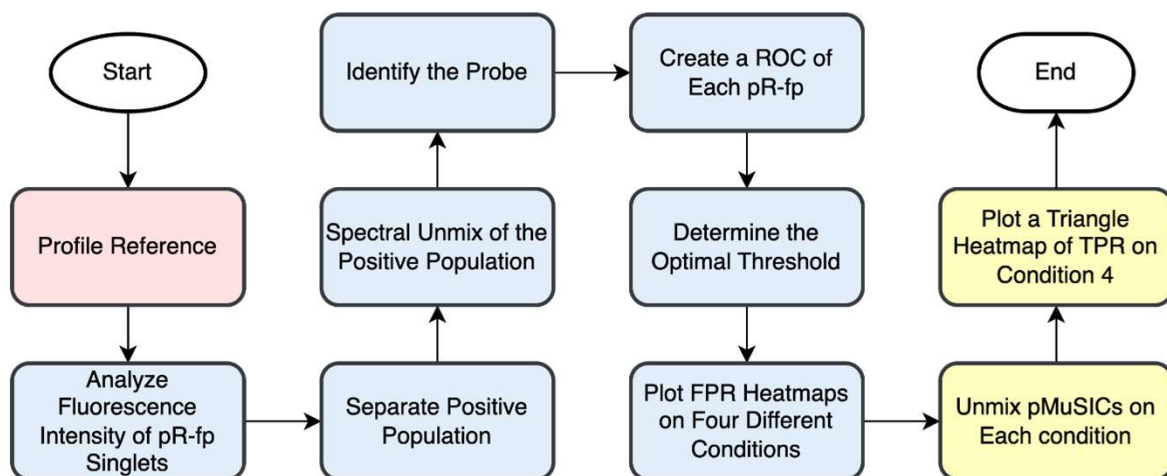 Start
Profile Reference
Analyze
Fluorescence
Intensity of pR-fp
Singlets
Separate Positive
Population
Spectral Unmix of the
Positive Population
Identify the Probe
Create a ROC of
Each pR-fp
Determine the
Optimal Threshold
Plot FPR Heatmaps
on Four Different
Conditions
Unmix pMuSICs on
Each condition
Plot a Triangle
Heatmap of TPR on
Condition 4
End